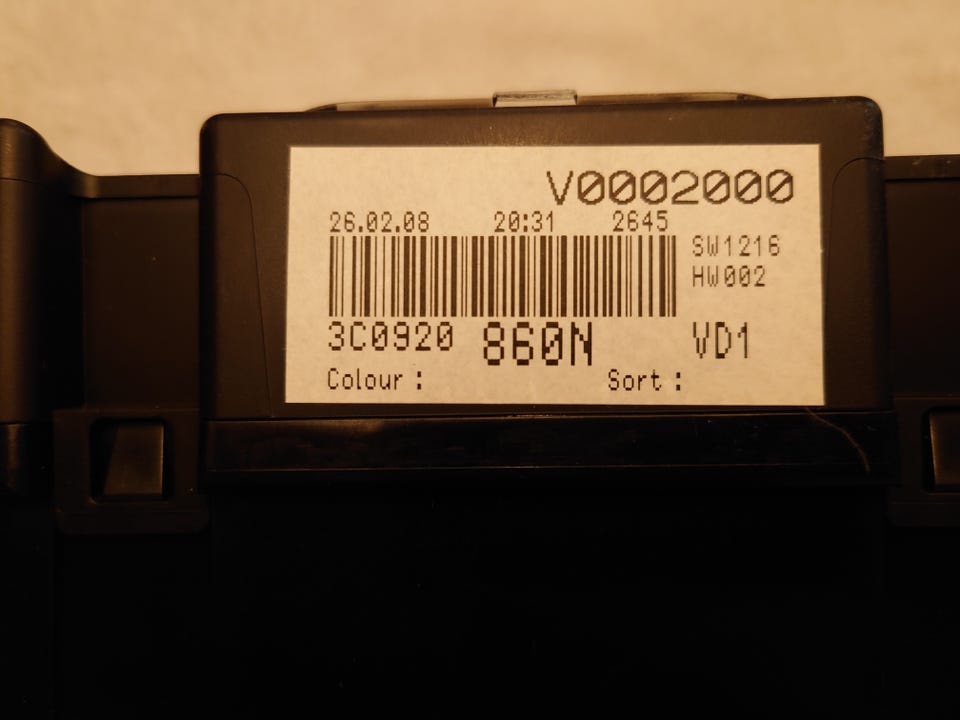 V0002000
26.02.08 20:31 2645
SW1216
HW002
3C0920 860N VD1
Colour : Sort :